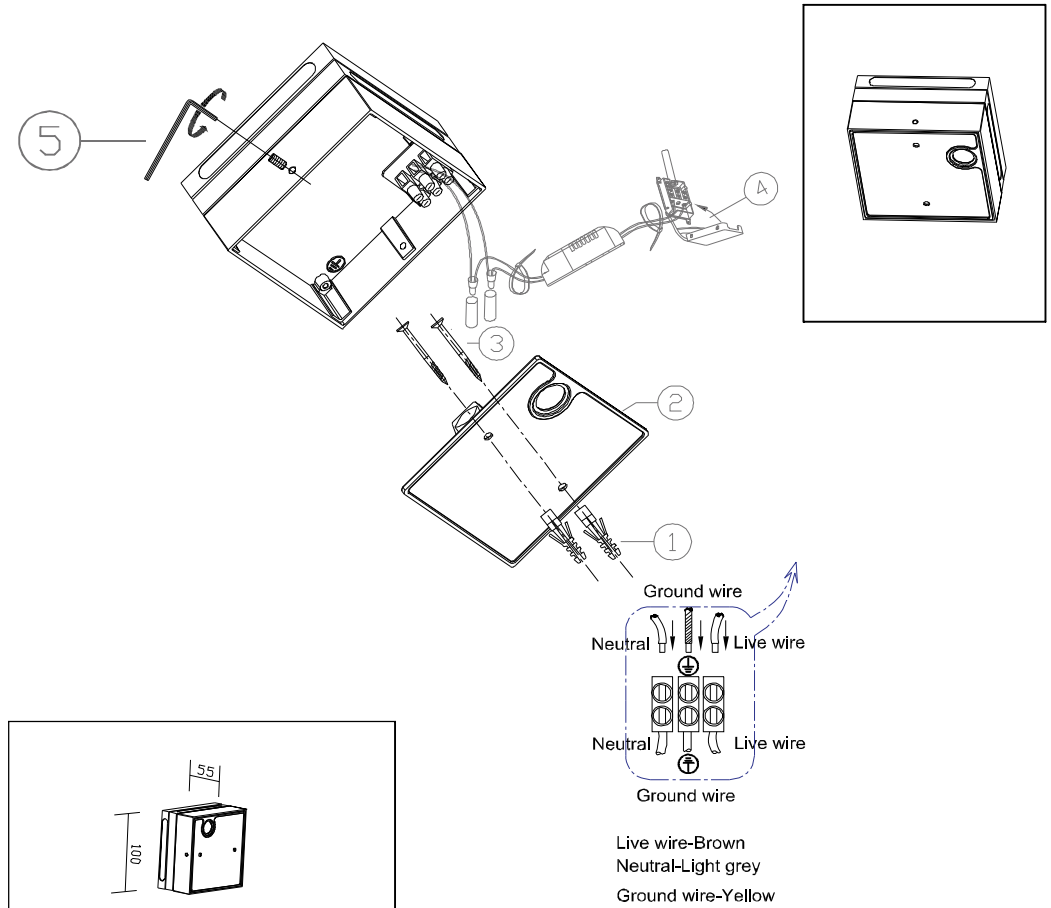 5
4
3
2
1
Ground wire
Neutral
Live wire
Neutral
Live wire
Ground wire
Live wire-Brown
Neutral-Light grey
Ground wire-Yellow
55
100